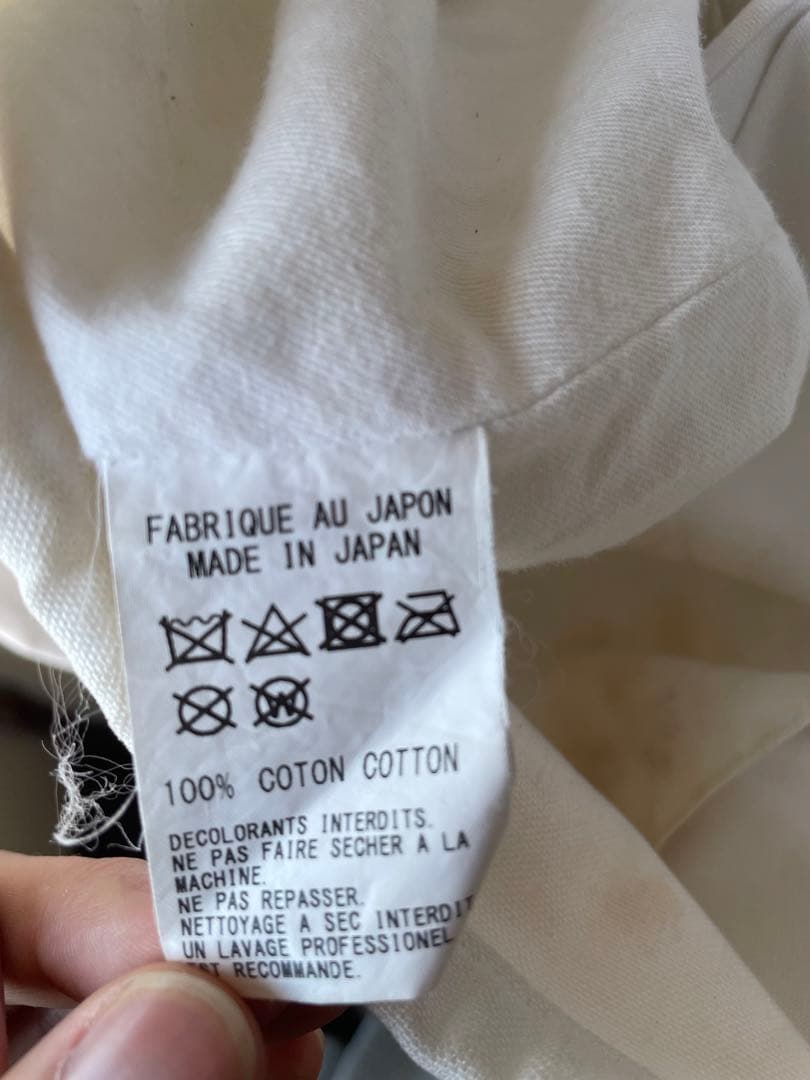 FABRIQUE AU JAPON
MADE IN JAPAN
W
100% COTON COTTON
DECOLORANTS INTERDITS.
NE PAS FAIRE SECHER A LA
MACHINE.
NE PAS REPASSER.
NETTOYAGE A SEC INTERDIT
UN LAVAGE PROFESSIONEL
EST RECOMMANDE.